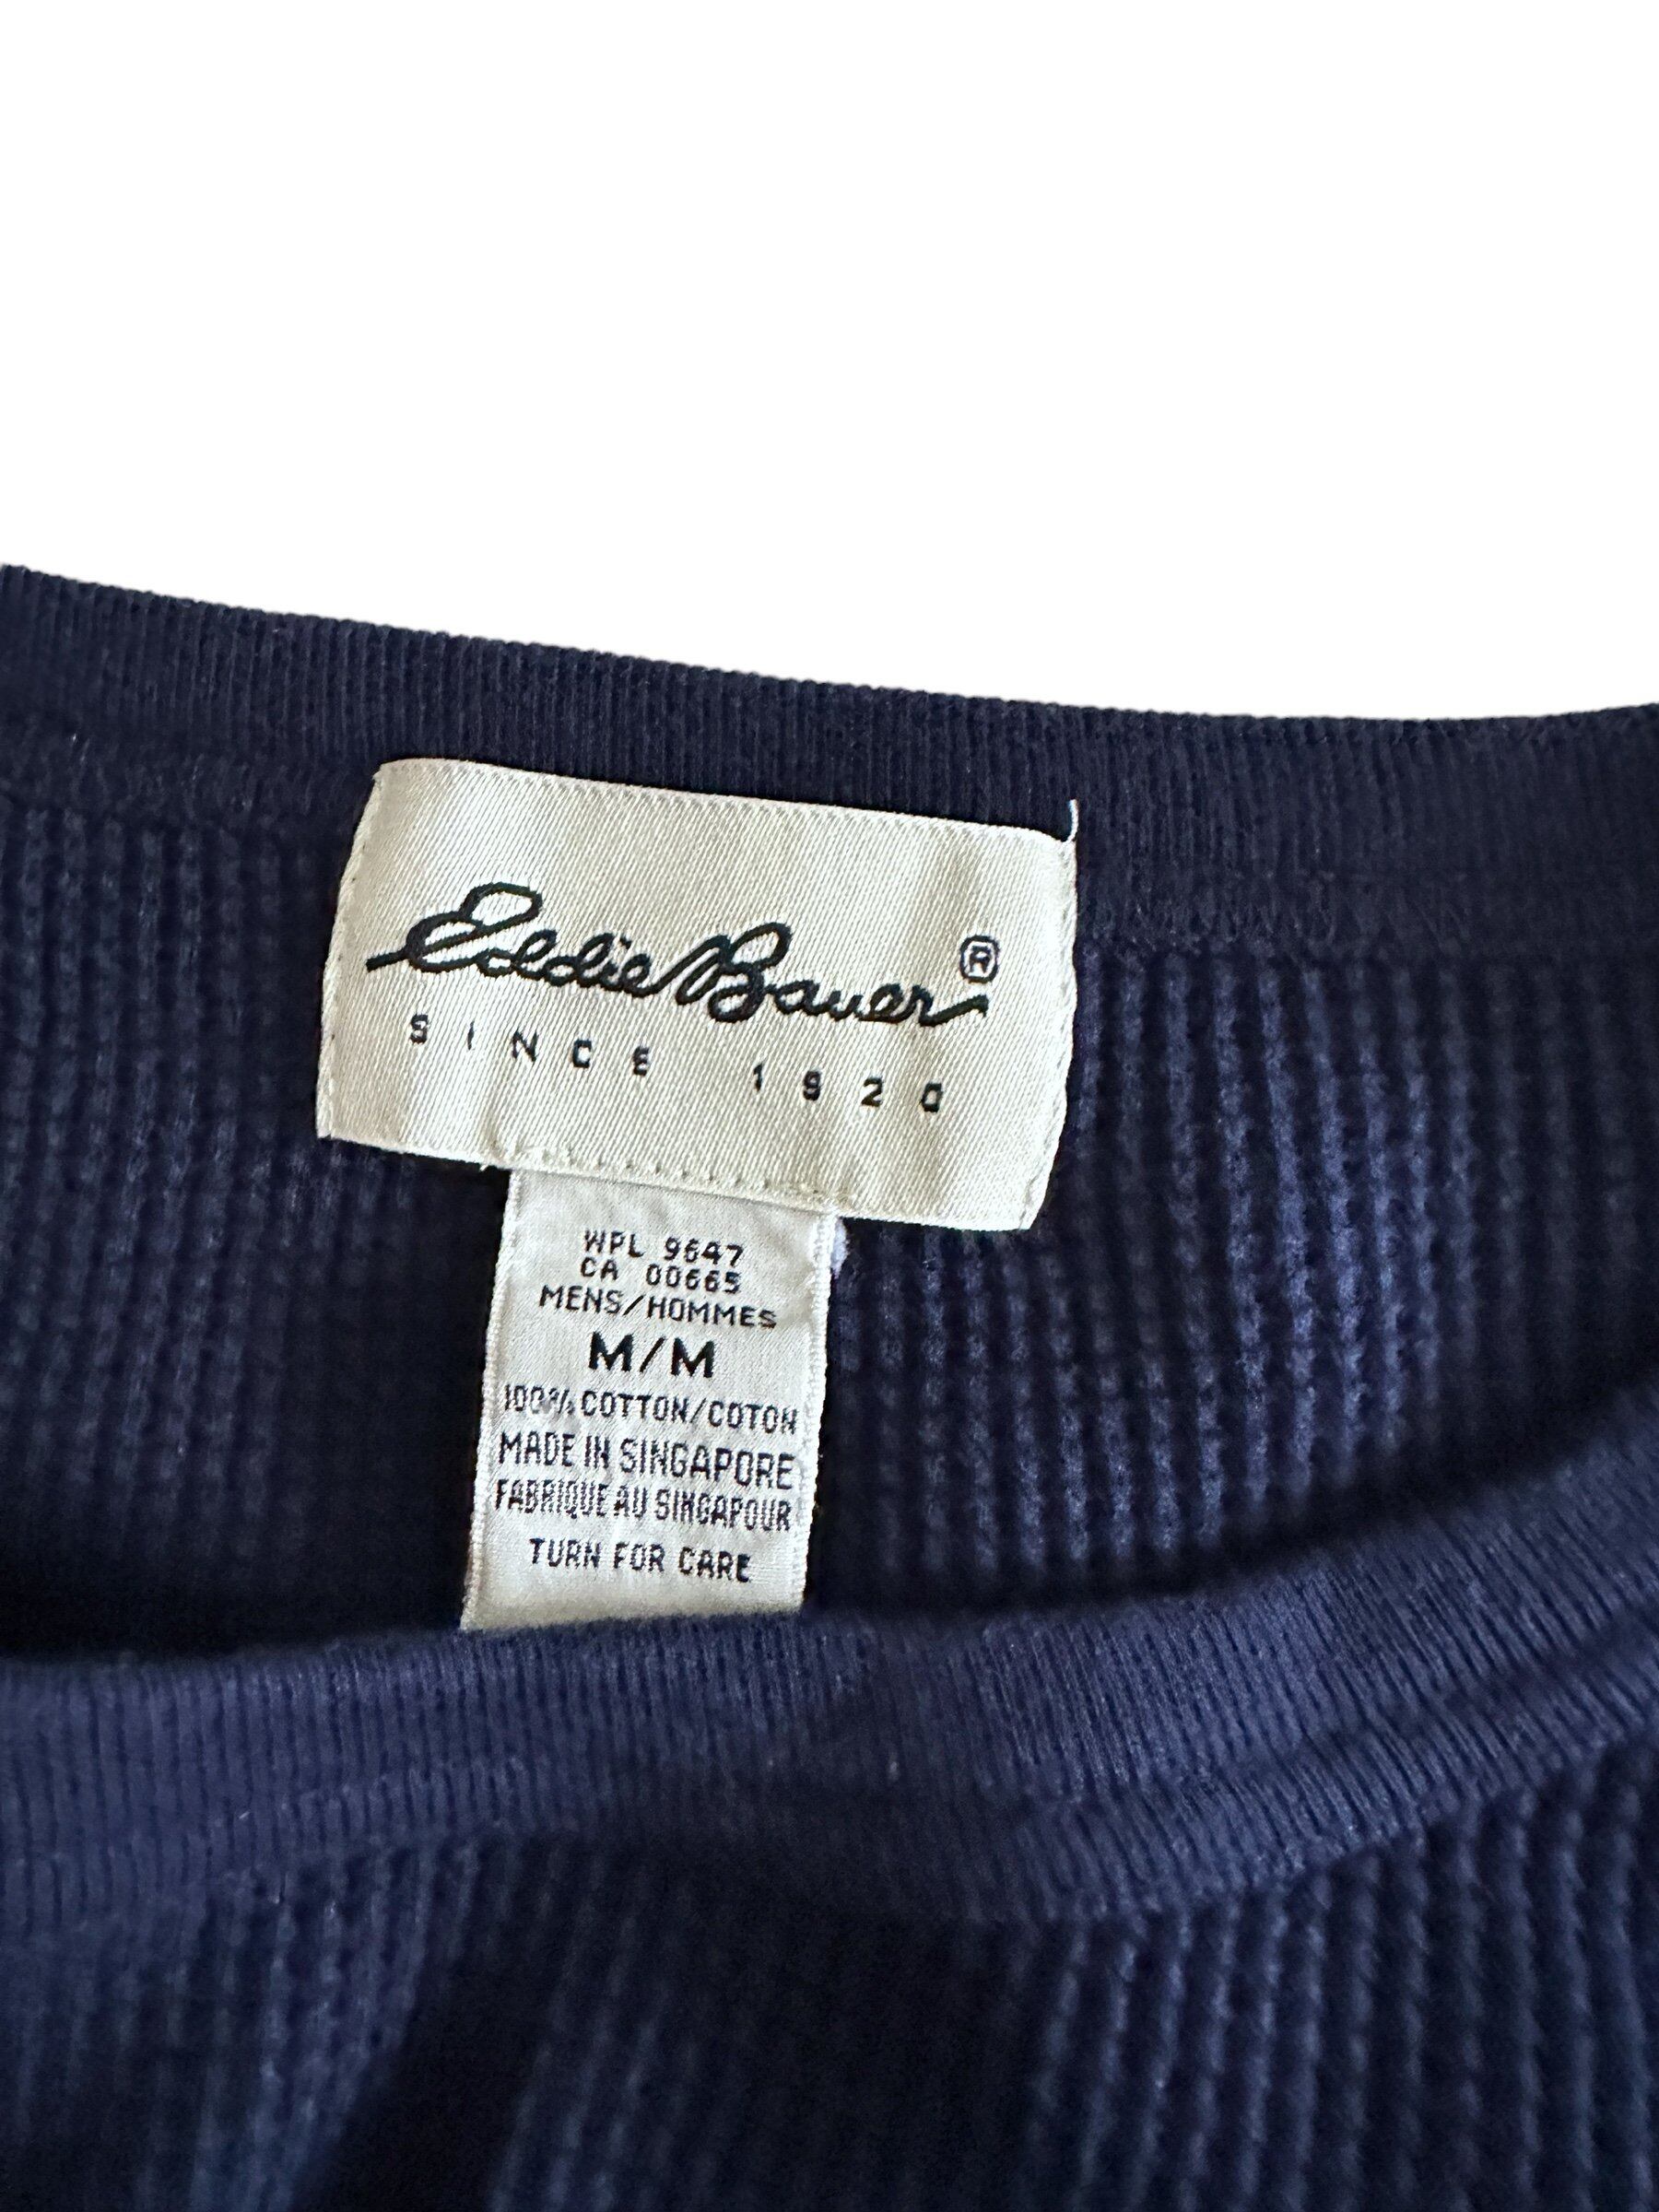 Eddie Bauer®
SINCE 1920
WPL 9647
CA 00665
MENS/HOMMES
M/M
100% COTTON/COTON
MADE IN SINGAPORE
FABRIQUE AU SINGAPOUR
TURN FOR CARE